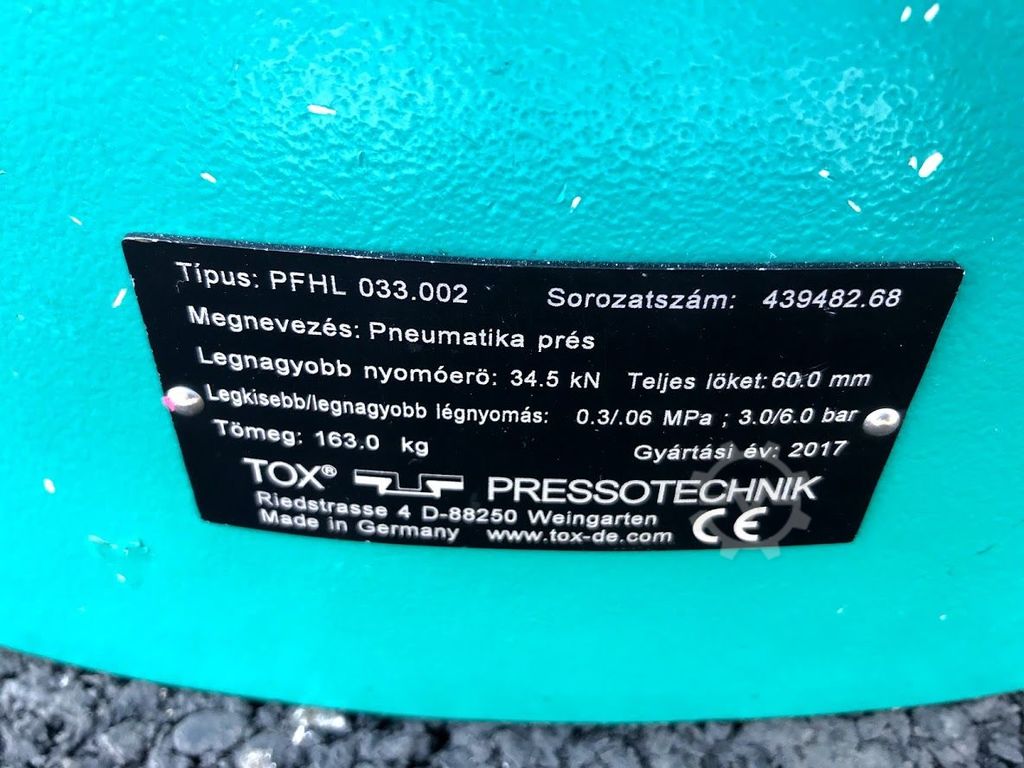 Típus: PFHL 033.002 Sorozatszám: 439482.68
Megnevezés: Pneumatika prés
Legnagyobb nyomóerö: 34.5 kN Teljes löket: 60.0 mm
Legkisebb/legnagyobb légnyomás: 0.3/.06 MPa ; 3.0/6.0 bar
Tömeg: 163.0 kg Gyártási év: 2017
TOX® PRESSOTECHNIK
Riedstrasse 4 D-88250 Weingarten
Made in Germany www.tox-de.com CE